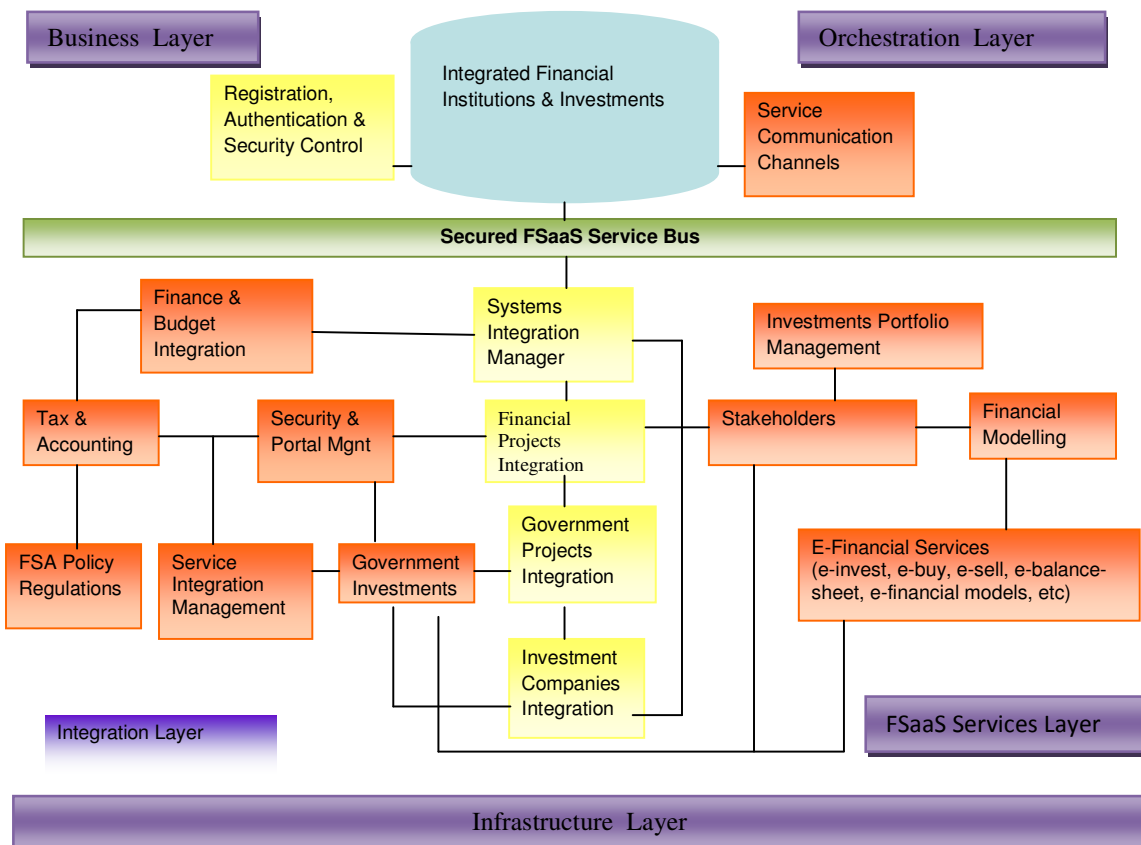 Business Layer
Orchestration Layer
Integrated Financial
Institutions & Investments
Registration,
Authentication &
Security Control
Service
Communication
Channels
Secured FSaaS Service Bus
Finance &
Budget
Integration
Systems
Integration
Manager
Investments Portfolio
Management
Tax &
Accounting
Security &
Portal Mgnt
Financial
Projects
Integration
Stakeholders
Financial
Modelling
FSA Policy
Regulations
Service
Integration
Management
Government
Investments
Government
Projects
Integration
E-Financial Services
(e-invest, e-buy, e-sell, e-balance-
sheet, e-financial models, etc)
Investment
Companies
Integration
Integration Layer
FSaaS Services Layer
Infrastructure Layer